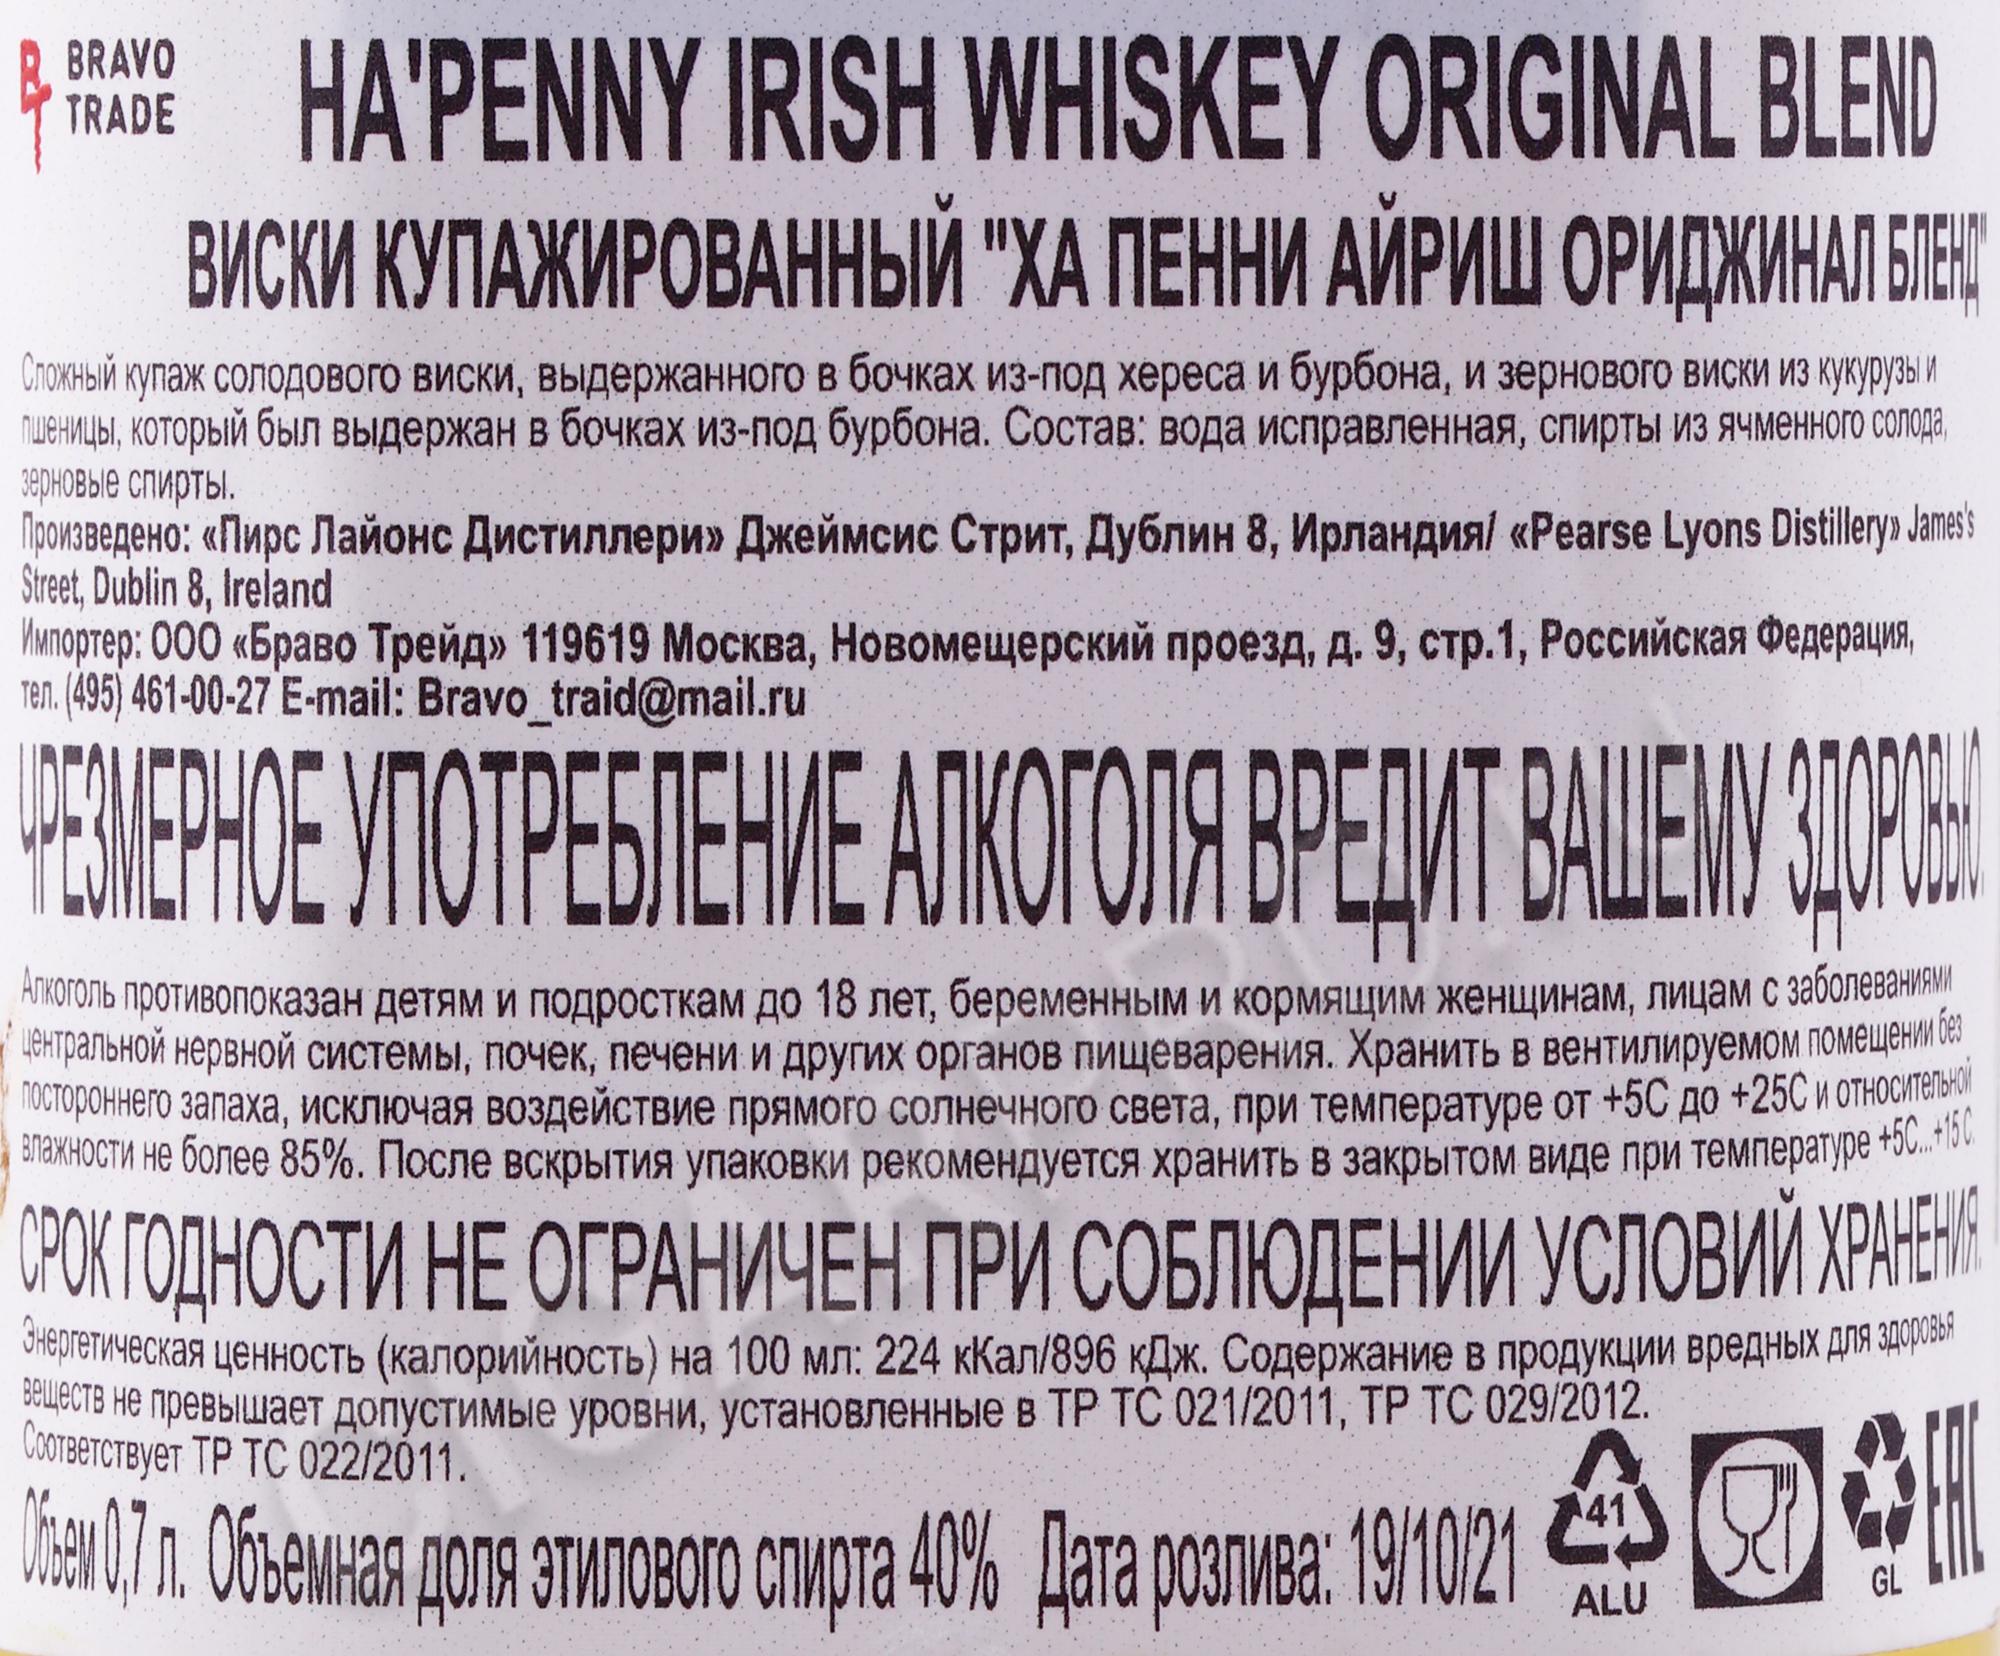 BRAVO
TRADE
HA'PENNY IRISH WHISKEY ORIGINAL BLEND
ВИСКИ КУПАЖИРОВАННЫЙ "ХА ПЕННИ АЙРИШ ОРИДЖИНАЛ БЛЕНД"
Сложный купаж солодового виски, выдержанного в бочках из-под хереса и бурбона, и зернового виски из кукурузы и
пшеницы, который был выдержан в бочках из-под бурбона. Состав: вода исправленная, спирты из ячменного солода,
зерновые спирты.
Произведено: «Пирс Лайонс Дистиллери» Джеймсис Стрит, Дублин 8, Ирландия/ «Pearse Lyons Distillery» James's
Street, Dublin 8, Ireland
Импортер: ООО «Браво Трейд» 119619 Москва, Новомещерский проезд, д. 9, стр.1, Российская Федерация,
тел. (495) 461-00-27 E-mail: Bravo_traid@mail.ru
ЧРЕЗМЕРНОЕ УПОТРЕБЛЕНИЕ АЛКОГОЛЯ ВРЕДИТ ВАШЕМУ ЗДОРОВЬЮ.
Алкоголь противопоказан детям и подросткам до 18 лет, беременным и кормящим женщинам, лицам с заболеваниями
центральной нервной системы, почек, печени и других органов пищеварения. Хранить в вентилируемом помещении без
постороннего запаха, исключая воздействие прямого солнечного света, при температуре от +5С до +25С и относительной
влажности не более 85%. После вскрытия упаковки рекомендуется хранить в закрытом виде при температуре +5С...+15 С.
СРОК ГОДНОСТИ НЕ ОГРАНИЧЕН ПРИ СОБЛЮДЕНИИ УСЛОВИЙ ХРАНЕНИЯ.
Энергетическая ценность (калорийность) на 100 мл: 224 кКал/896 кДж. Содержание в продукции вредных для здоровья
веществ не превышает допустимые уровни, установленные в ТР ТС 021/2011, ТР ТС 029/2012.
Соответствует ТР ТС 022/2011.
Объем 0,7 л. Объемная доля этилового спирта 40% Дата розлива: 19/10/21
41
ALU
GL
EAC